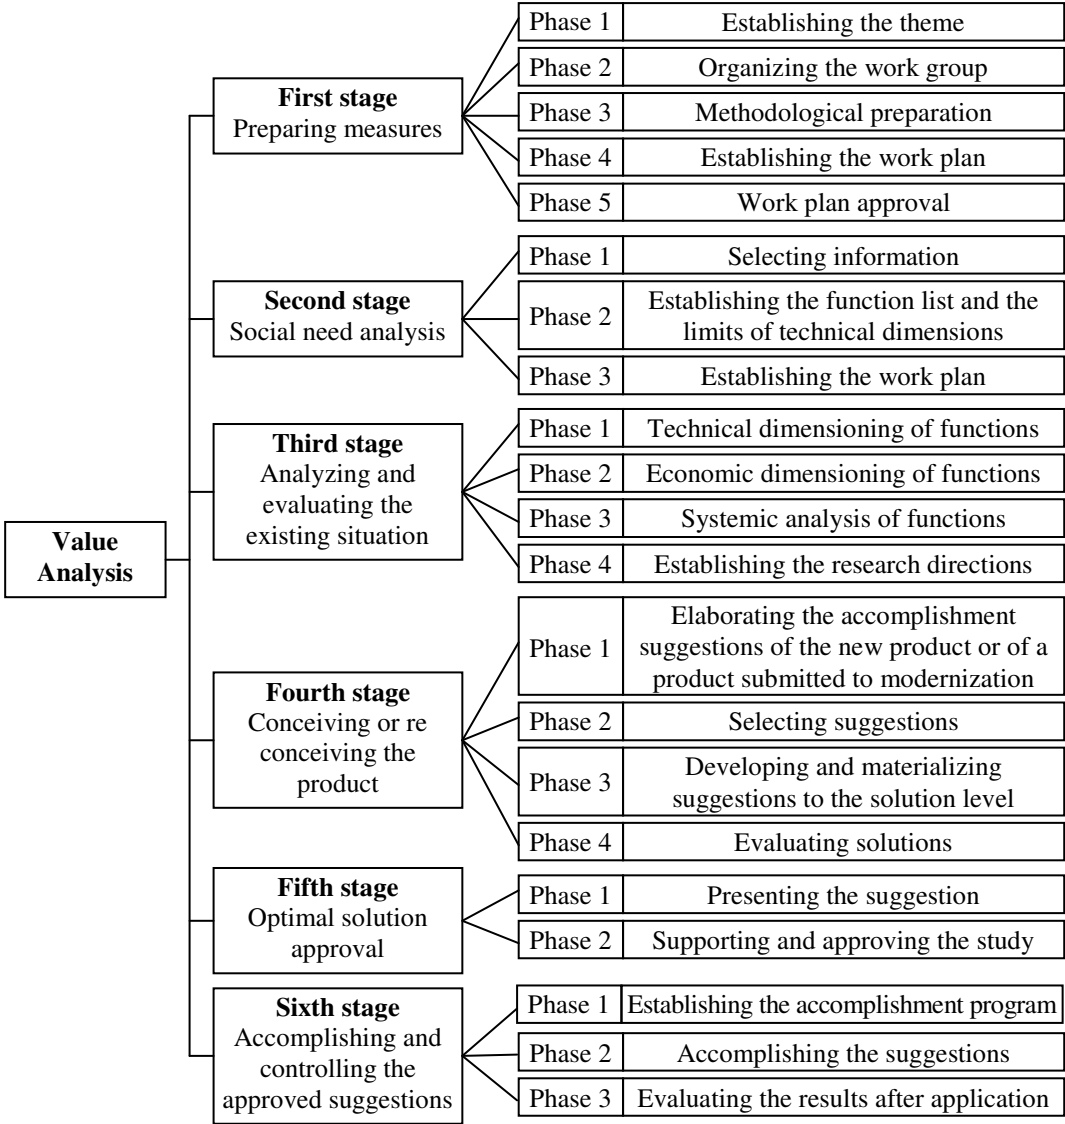 Value
Analysis
First stage
Preparing measures
Phase 1 Establishing the theme
Phase 2 Organizing the work group
Phase 3 Methodological preparation
Phase 4 Establishing the work plan
Phase 5 Work plan approval
Second stage
Social need analysis
Phase 1 Selecting information
Phase 2 Establishing the function list and the
limits of technical dimensions
Phase 3 Establishing the work plan
Third stage
Analyzing and
evaluating the
existing situation
Phase 1 Technical dimensioning of functions
Phase 2 Economic dimensioning of functions
Phase 3 Systemic analysis of functions
Phase 4 Establishing the research directions
Fourth stage
Conceiving or re
conceiving the
product
Phase 1 Elaborating the accomplishment
suggestions of the new product or of a
product submitted to modernization
Phase 2 Selecting suggestions
Phase 3 Developing and materializing
suggestions to the solution level
Phase 4 Evaluating solutions
Fifth stage
Optimal solution
approval
Phase 1 Presenting the suggestion
Phase 2 Supporting and approving the study
Sixth stage
Accomplishing and
controlling the
approved suggestions
Phase 1 Establishing the accomplishment program
Phase 2 Accomplishing the suggestions
Phase 3 Evaluating the results after application